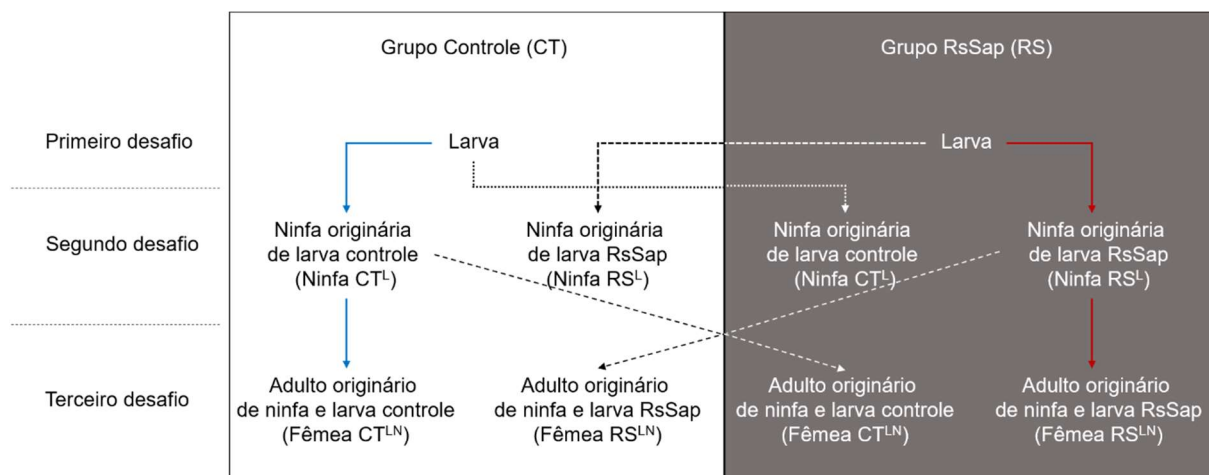 Grupo Controle (CT)
Grupo RsSap (RS)
Primeiro desafio
Larva
Larva
Segundo desafio
Ninfa originária
de larva controle
(Ninfa CTᴸ)
Ninfa originária
de larva RsSap
(Ninfa RSᴸ)
Ninfa originária
de larva controle
(Ninfa CTᴸ)
Ninfa originária
de larva RsSap
(Ninfa RSᴸ)
Terceiro desafio
Adulto originário
de ninfa e larva controle
(Fêmea CTᴸᴺ)
Adulto originário
de ninfa e larva RsSap
(Fêmea RSᴸᴺ)
Adulto originário
de ninfa e larva controle
(Fêmea CTᴸᴺ)
Adulto originário
de ninfa e larva RsSap
(Fêmea RSᴸᴺ)